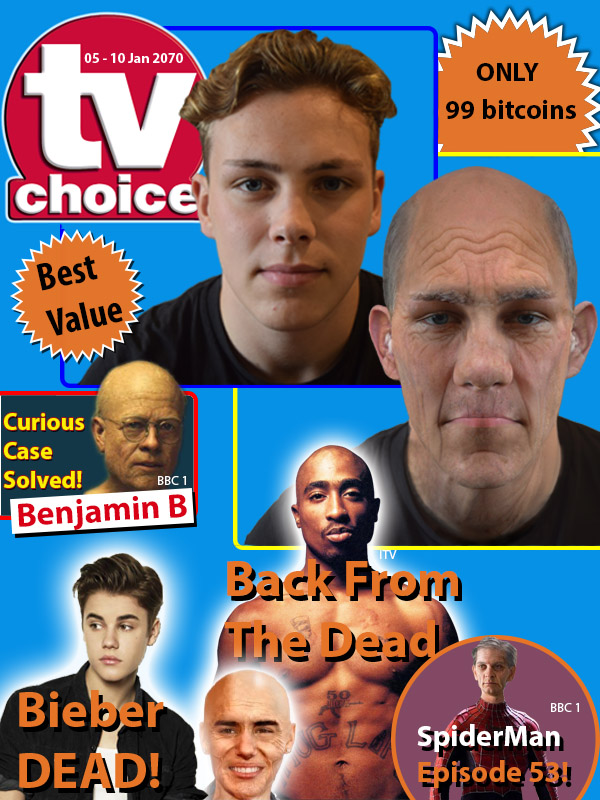 05 - 10 Jan 2070
tv
choice
ONLY
99 bitcoins
Best
Value
Curious
Case
Solved!
BBC 1
Benjamin B
ITV
Back From
The Dead
Bieber
DEAD!
BBC 1
SpiderMan
Episode 53!